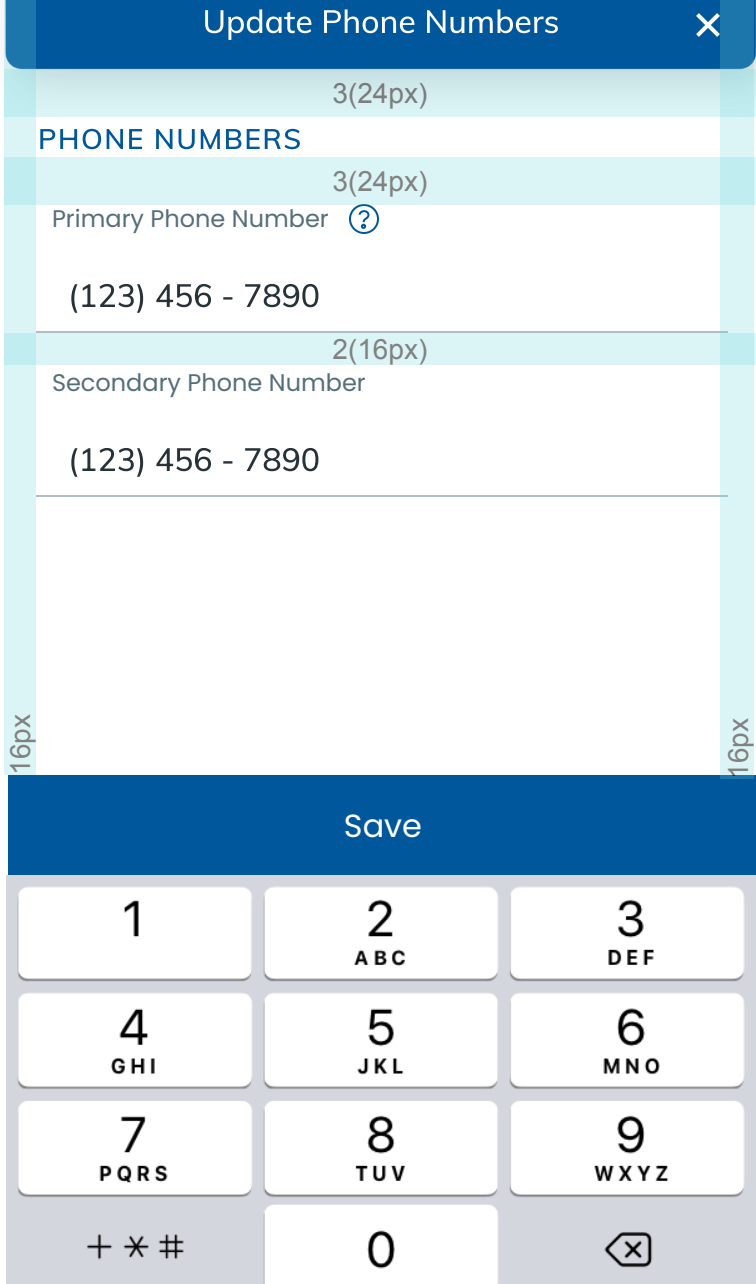 Update Phone Numbers
3(24px)
PHONE NUMBERS
3(24px)
Primary Phone Number ?
(123) 456 - 7890
2(16px)
Secondary Phone Number
(123) 456 - 7890
16px
16px
Save
1 2 3
ABC DEF
4 5 6
GHI JKL MNO
7 8 9
PQRS TUV WXYZ
+*# 0